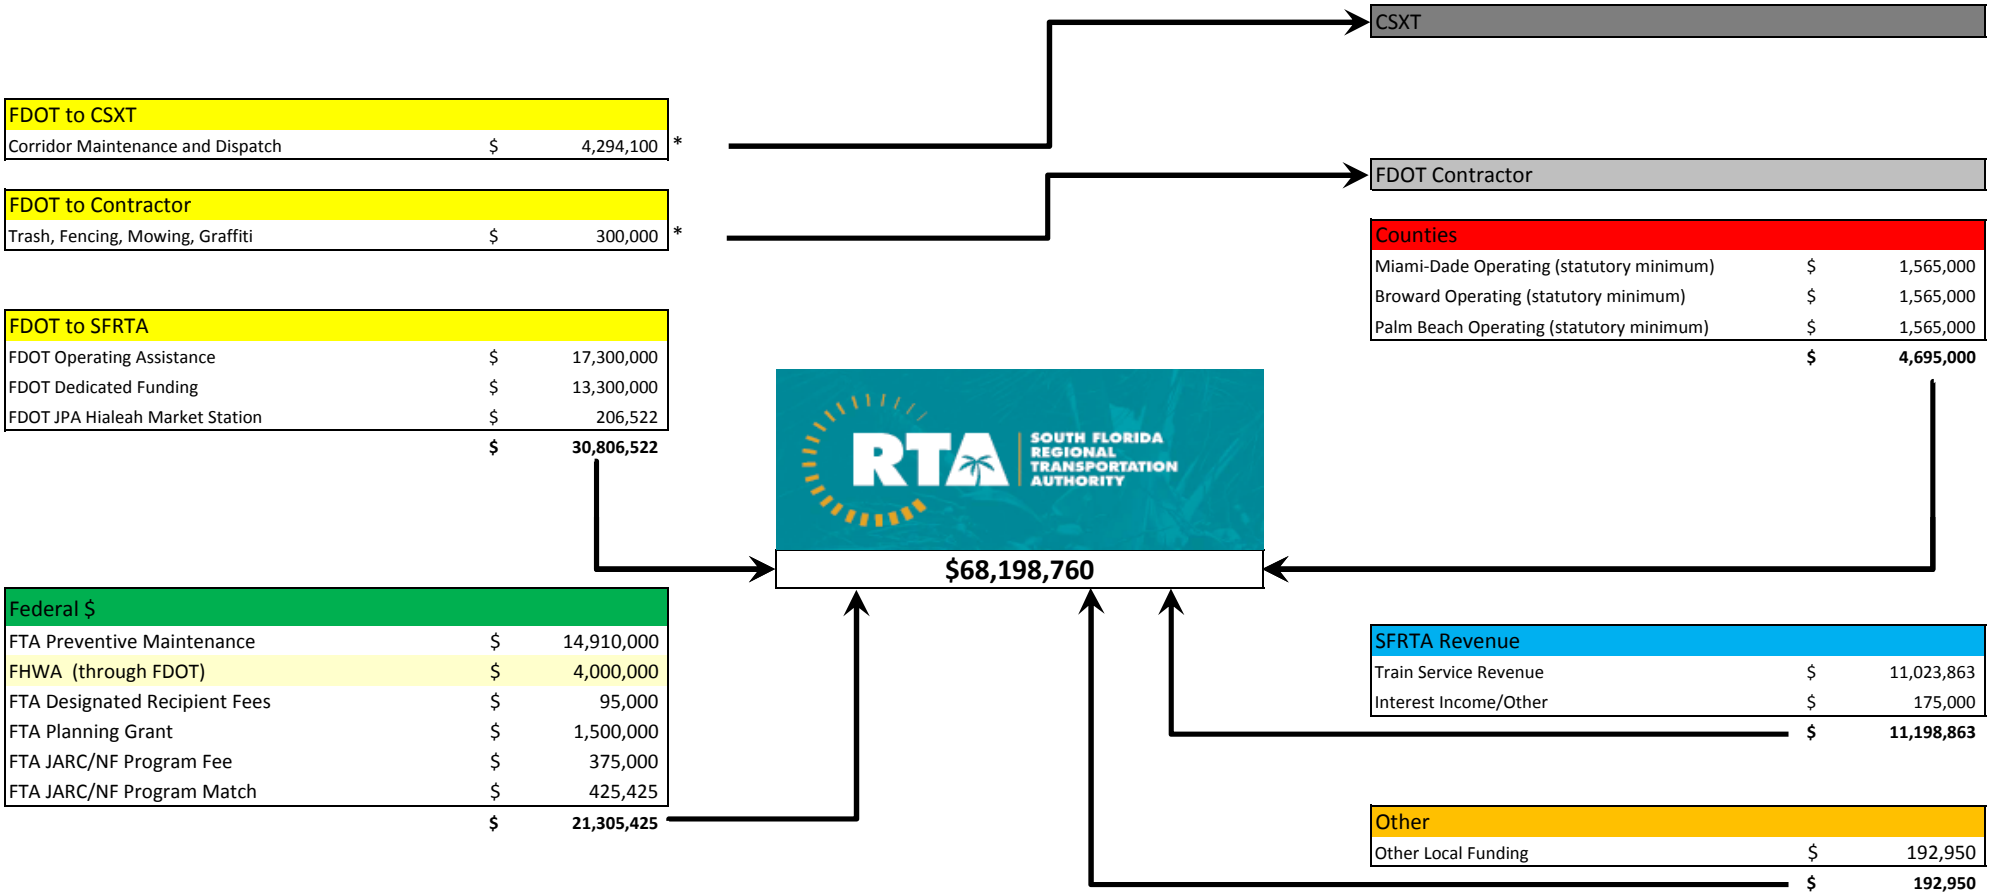 CSXT
FDOT to CSXT
Corridor Maintenance and Dispatch $ 4,294,100 *
FDOT Contractor
FDOT to Contractor
Trash, Fencing, Mowing, Graffiti $ 300,000 *
Counties
Miami-Dade Operating (statutory minimum) $ 1,565,000
Broward Operating (statutory minimum) $ 1,565,000
Palm Beach Operating (statutory minimum) $ 1,565,000
$ 4,695,000
FDOT to SFRTA
FDOT Operating Assistance $ 17,300,000
FDOT Dedicated Funding $ 13,300,000
FDOT JPA Hialeah Market Station $ 206,522
$ 30,806,522
RTA
SOUTH FLORIDA
REGIONAL
TRANSPORTATION
AUTHORITY
$68,198,760
Federal $
FTA Preventive Maintenance $ 14,910,000
FHWA (through FDOT) $ 4,000,000
FTA Designated Recipient Fees $ 95,000
FTA Planning Grant $ 1,500,000
FTA JARC/NF Program Fee $ 375,000
FTA JARC/NF Program Match $ 425,425
$ 21,305,425
SFRTA Revenue
Train Service Revenue $ 11,023,863
Interest Income/Other $ 175,000
$ 11,198,863
Other
Other Local Funding $ 192,950
$ 192,950